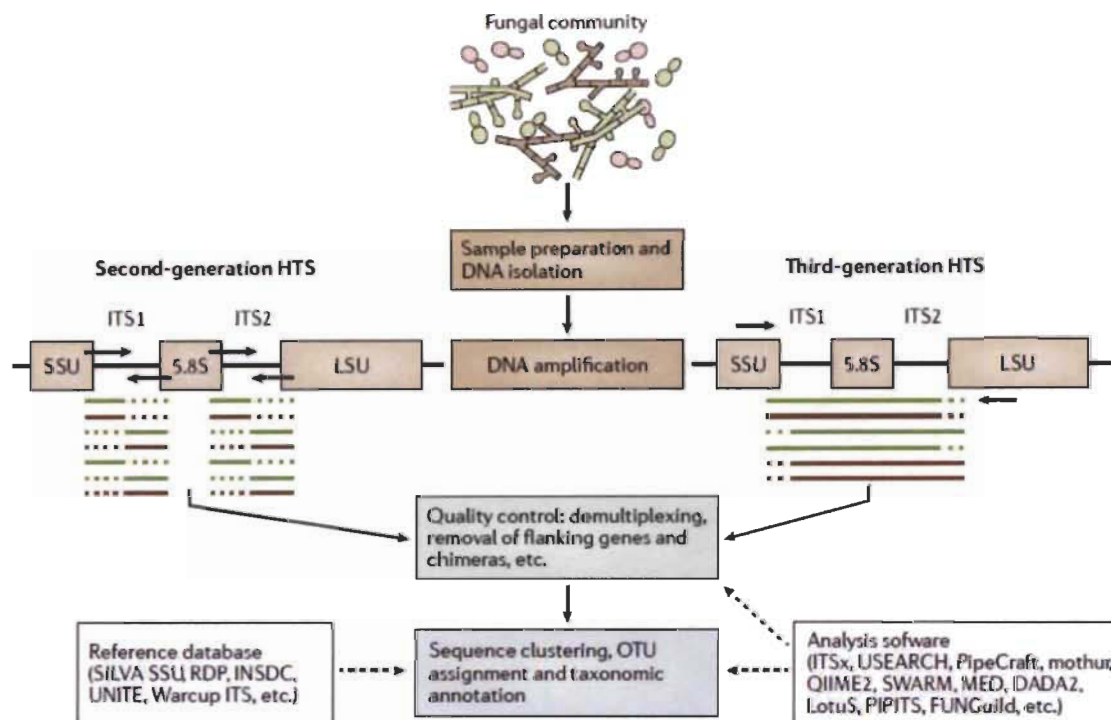 Fungal community
Sample preparation and
DNA isolation
Second-generation HTS
Third-generation HTS
ITS1
ITS2
ITS1
ITS2
SSU
5.8S
LSU
DNA amplification
SSU
5.8S
LSU
Quality control: demultiplexing,
removal of flanking genes and
chimeras, etc.
Reference database
(SILVA SSU, RDP, INSDC,
UNITE, Warcup ITS, etc.)
Sequence clustering, OTU
assignment and taxonomic
annotation
Analysis sofware
(ITSx, USEARCH, PipeCraft, mothur,
QIIME2, SWARM, MED, DADA2,
LotuS, PIPITS, FUNGuild, etc.)